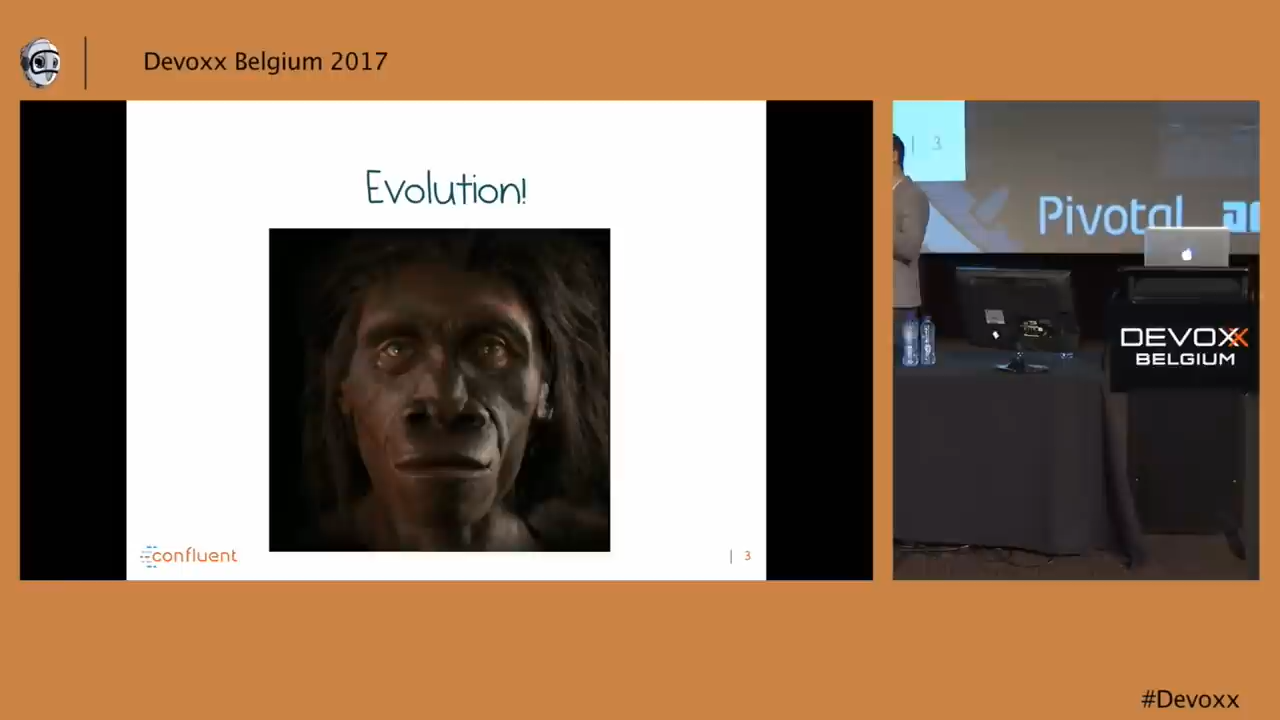 Devoxx Belgium 2017
Evolution!
confluent
| 3
| 3
Pivotal
DEVOXX
BELGIUM
#Devoxx